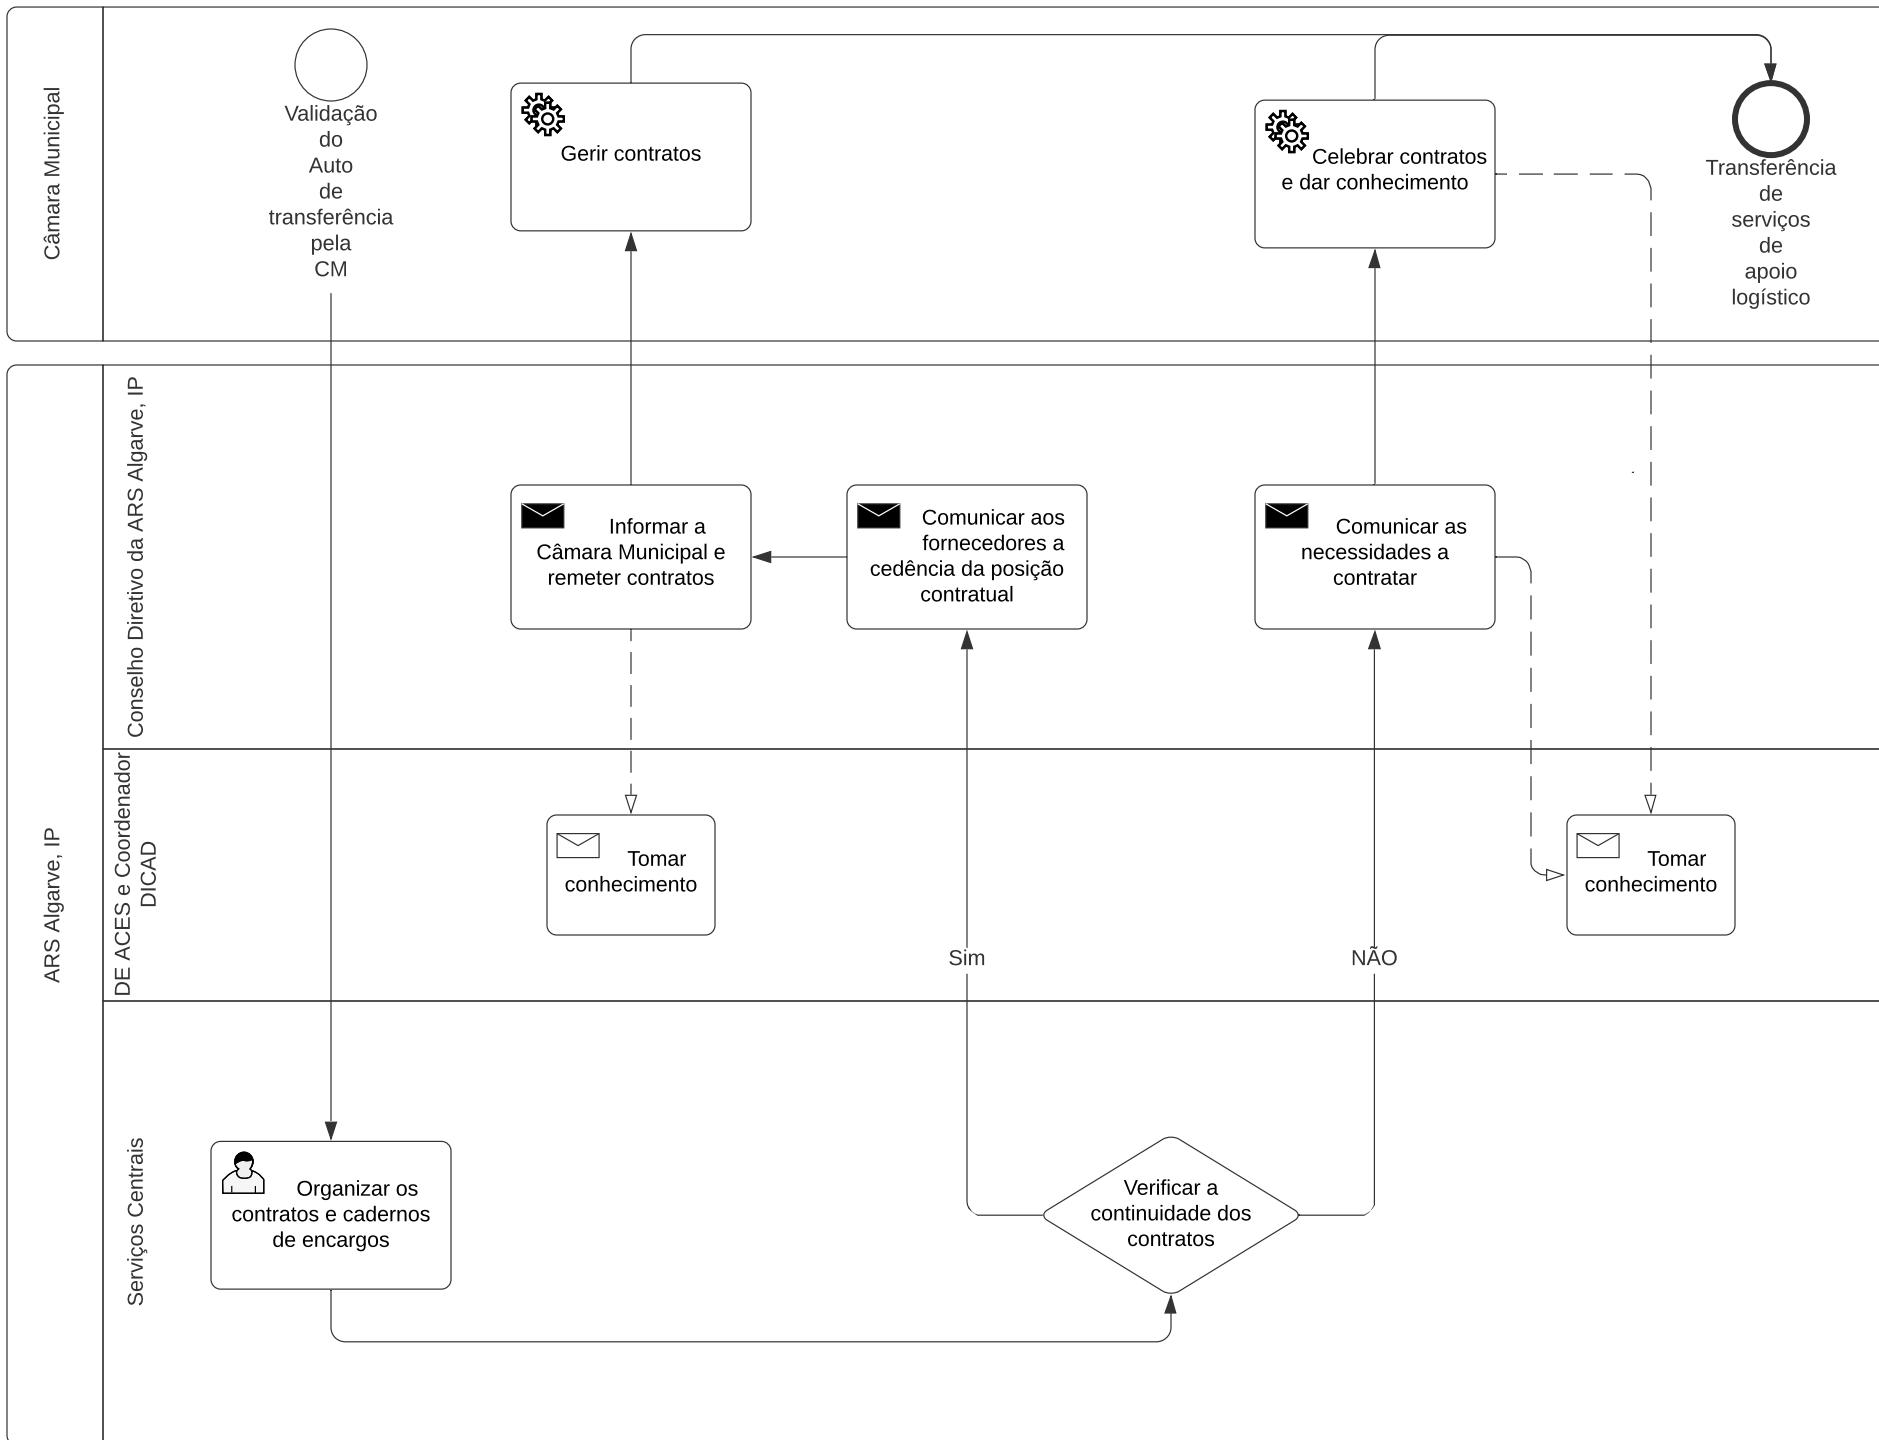 Câmara Municipal
Validação
do
Auto
de
transferência
pela
CM
Gerir contratos
Celebrar contratos
e dar conhecimento
Transferência
de
serviços
de
apoio
logístico
ARS Algarve, IP
Conselho Diretivo da ARS Algarve, IP
Informar a
Câmara Municipal e
remeter contratos
Comunicar aos
fornecedores a
cedência da posição
contratual
Comunicar as
necessidades a
contratar
DE ACES e Coordenador
DICAD
Tomar
conhecimento
Tomar
conhecimento
Sim
NÃO
Serviços Centrais
Organizar os
contratos e cadernos
de encargos
Verificar a
continuidade dos
contratos